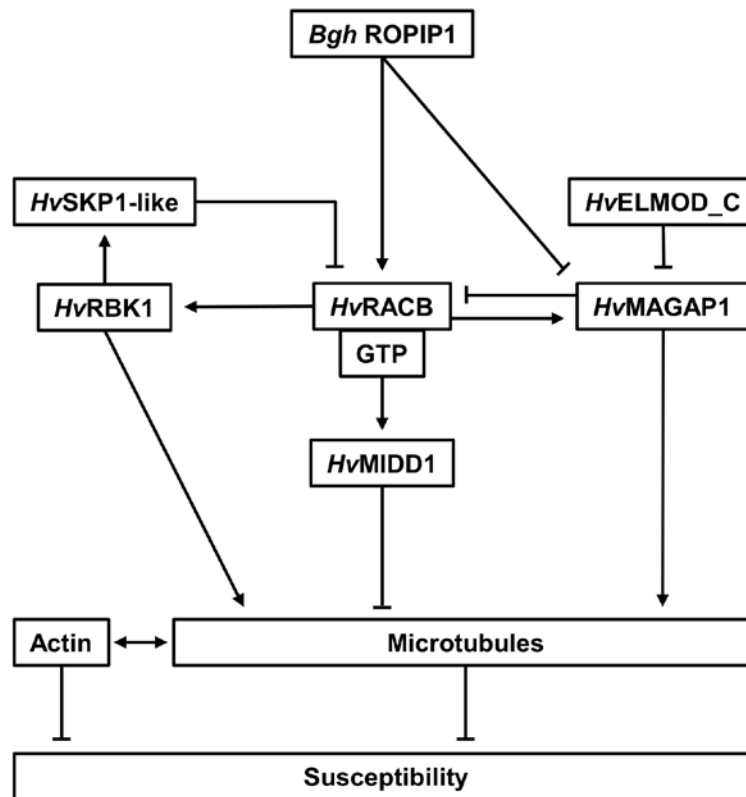 Bgh ROPIP1
HvSKP1-like
HvELMOD_C
HvRBK1
HvRACB
HvMAGAP1
GTP
HvMIDD1
Actin
Microtubules
Susceptibility